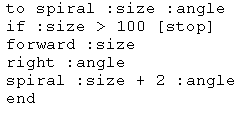 to spiral :size :angle
if :size > 100 [stop]
forward :size
right :angle
spiral :size + 2 :angle
end